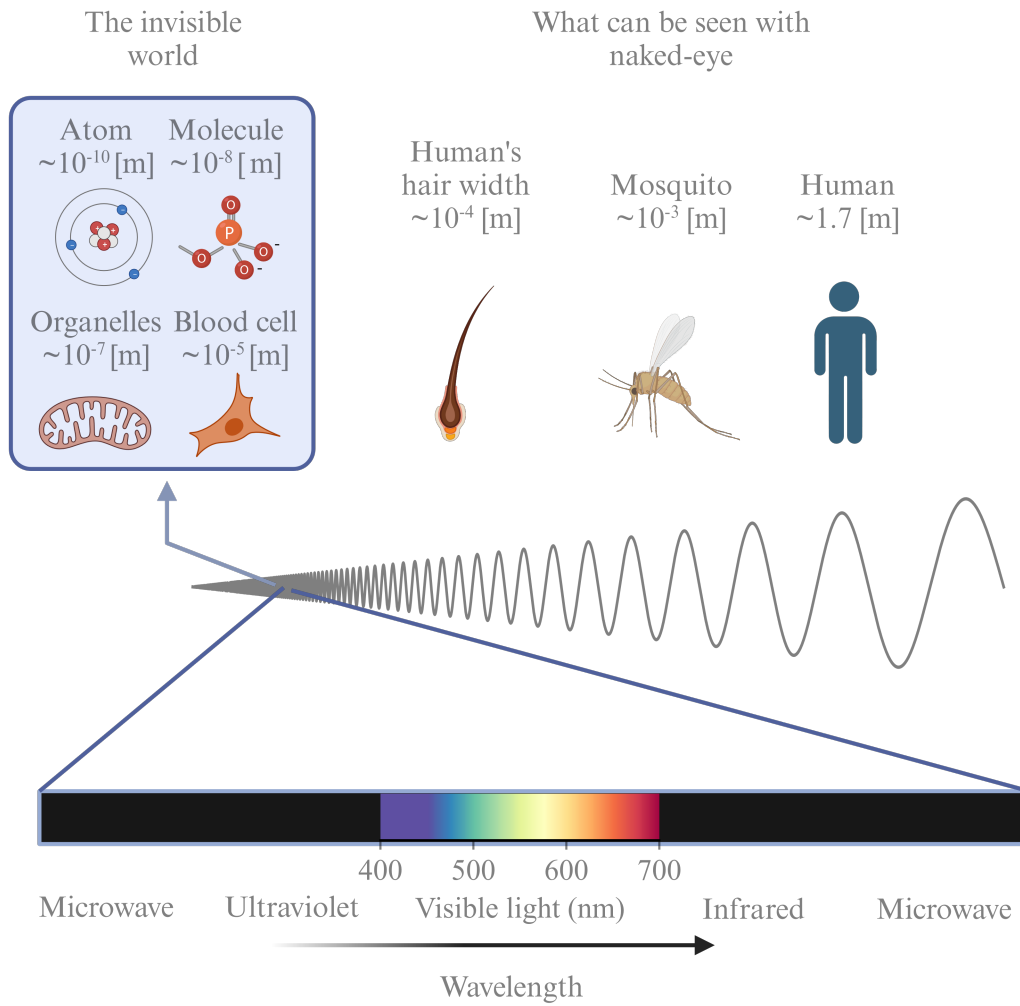 The invisible
world
What can be seen with
naked-eye
Atom
~10⁻¹⁰ [m]
Molecule
~10⁻⁸ [ m]
Human's
hair width
~10⁻⁴ [m]
Mosquito
~10⁻³ [m]
Human
~1.7 [m]
O
P
O
O -
O -
+
+
+
−
−
−
Organelles
~10⁻⁷ [m]
Blood cell
~10⁻⁵ [m]
400 500 600 700
Microwave Ultraviolet Visible light (nm) Infrared Microwave
Wavelength